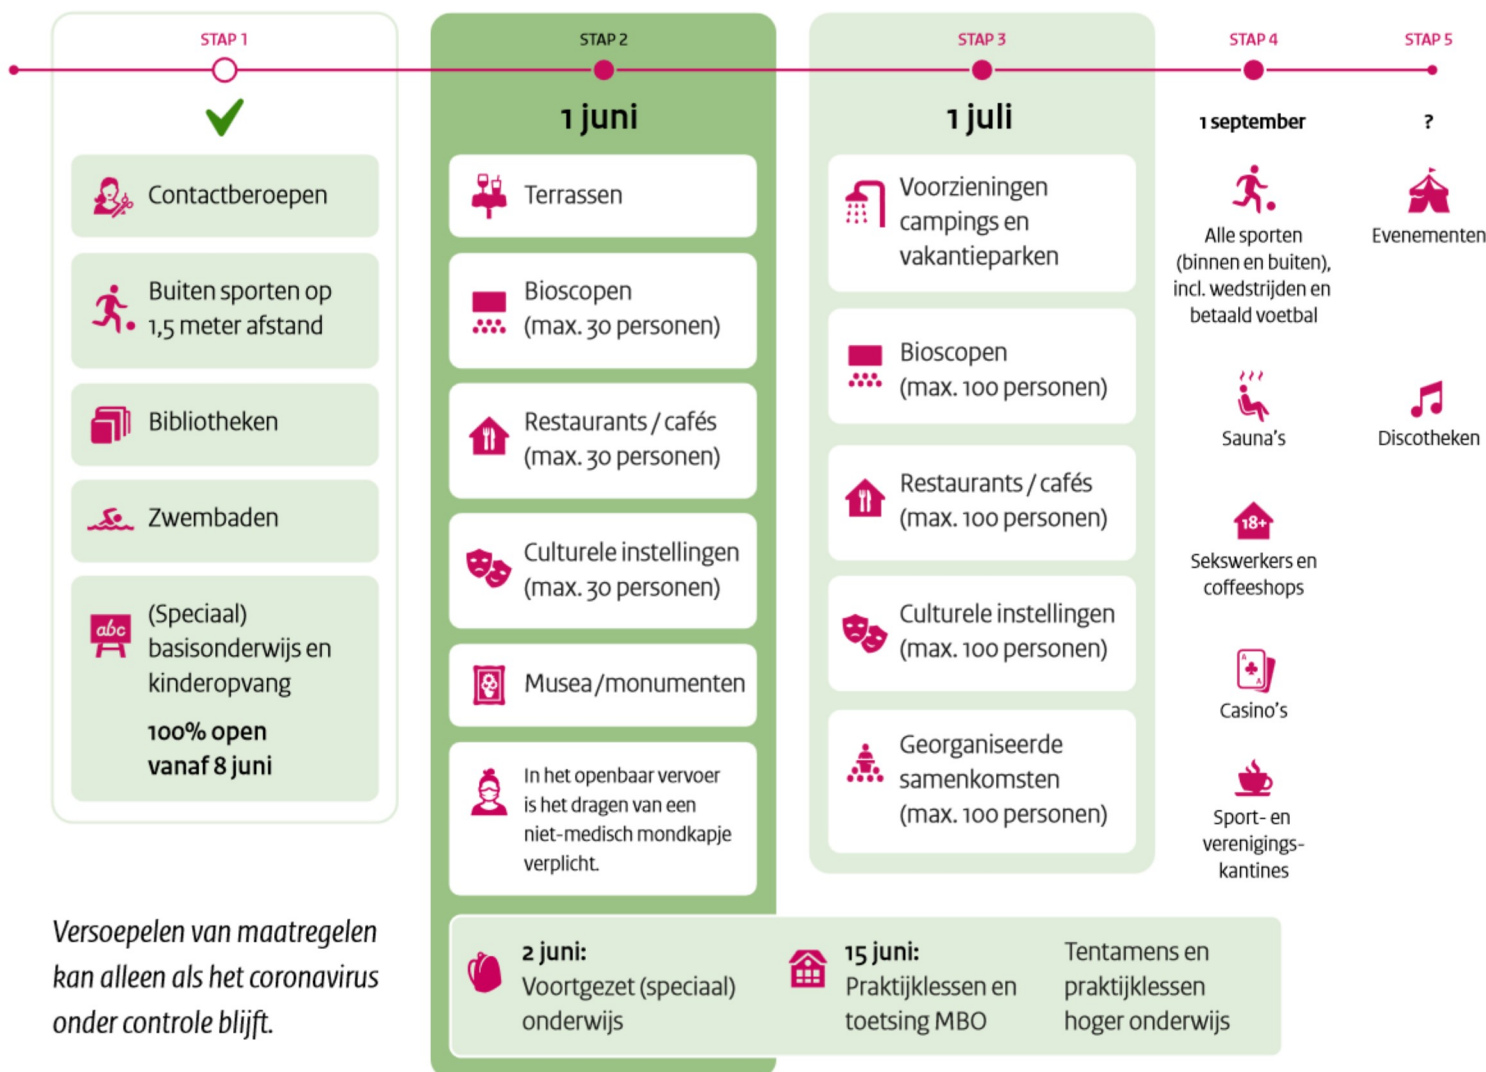 STAP 1
Contactberoepen
Buiten sporten op
1,5 meter afstand
Bibliotheken
Zwembaden
abc
(Speciaal)
basisonderwijs en
kinderopvang
100% open
vanaf 8 juni
STAP 2
1 juni
Terrassen
Bioscopen
(max. 30 personen)
Restaurants / cafés
(max. 30 personen)
Culturele instellingen
(max. 30 personen)
Musea/monumenten
In het openbaar vervoer
is het dragen van een
niet-medisch mondkapje
verplicht.
STAP 3
1 juli
Voorzieningen
campings en
vakantieparken
Bioscopen
(max. 100 personen)
Restaurants / cafés
(max. 100 personen)
Culturele instellingen
(max. 100 personen)
Georganiseerde
samenkomsten
(max. 100 personen)
STAP 4
1 september
Alle sporten
(binnen en buiten),
incl. wedstrijden en
betaald voetbal
Sauna's
18+
Sekswerkers en
coffeeshops
A
A
Casino's
Sport- en
verenigings-
kantines
STAP 5
?
Evenementen
Discotheken
2 juni:
Voortgezet (speciaal)
onderwijs
15 juni:
Praktijklessen en
toetsing MBO
Tentamens en
praktijklessen
hoger onderwijs
Versoepelen van maatregelen
kan alleen als het coronavirus
onder controle blijft.